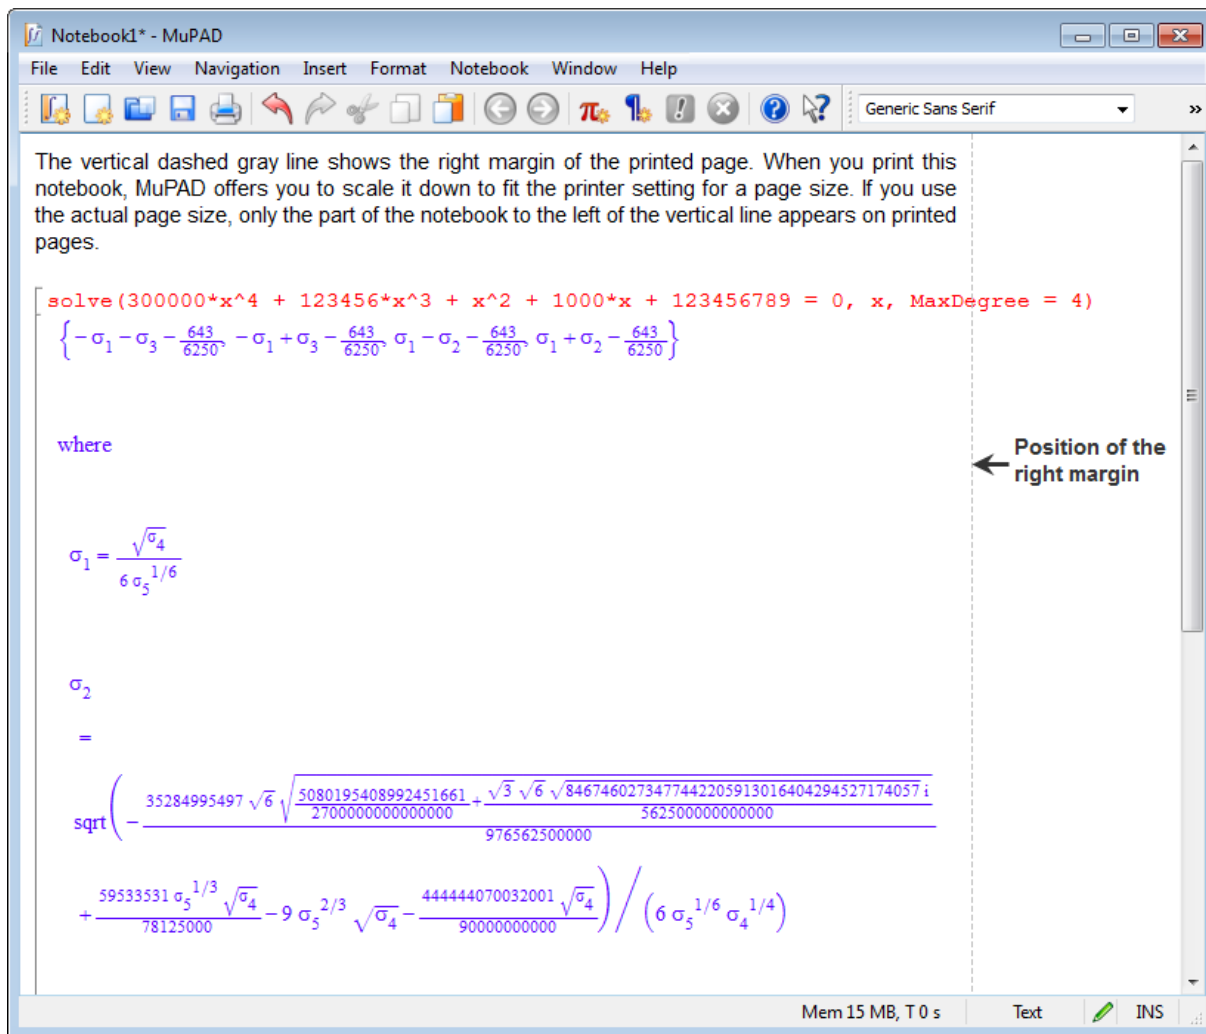 Notebook1* - MuPAD
File Edit View Navigation Insert Format Notebook Window Help
Generic Sans Serif
The vertical dashed gray line shows the right margin of the printed page. When you print this
notebook, MuPAD offers you to scale it down to fit the printer setting for a page size. If you use
the actual page size, only the part of the notebook to the left of the vertical line appears on printed
pages.
solve(300000*x^4 + 123456*x^3 + x^2 + 1000*x + 123456789 = 0, x, MaxDegree = 4)
{-σ₁ - σ₃ - 643/6250, -σ₁ + σ₃ - 643/6250, σ₁ - σ₂ - 643/6250, σ₁ + σ₂ - 643/6250}
where
Position of the
right margin
σ₁ = √σ₄ / (6 σ₅^1/6)
σ₂
=
sqrt(- 35284995497 √6 √(5080195408992451661/2700000000000000 + √3 √6 √8467460273477442205913016404294527174057 i/562500000000000) / 976562500000
+ 59533531 σ₅^1/3 √σ₄ / 78125000 - 9 σ₅^2/3 √σ₄ - 444444070032001 √σ₄ / 90000000000) / (6 σ₅^1/6 σ₄^1/4)
Mem 15 MB, T 0 s Text INS